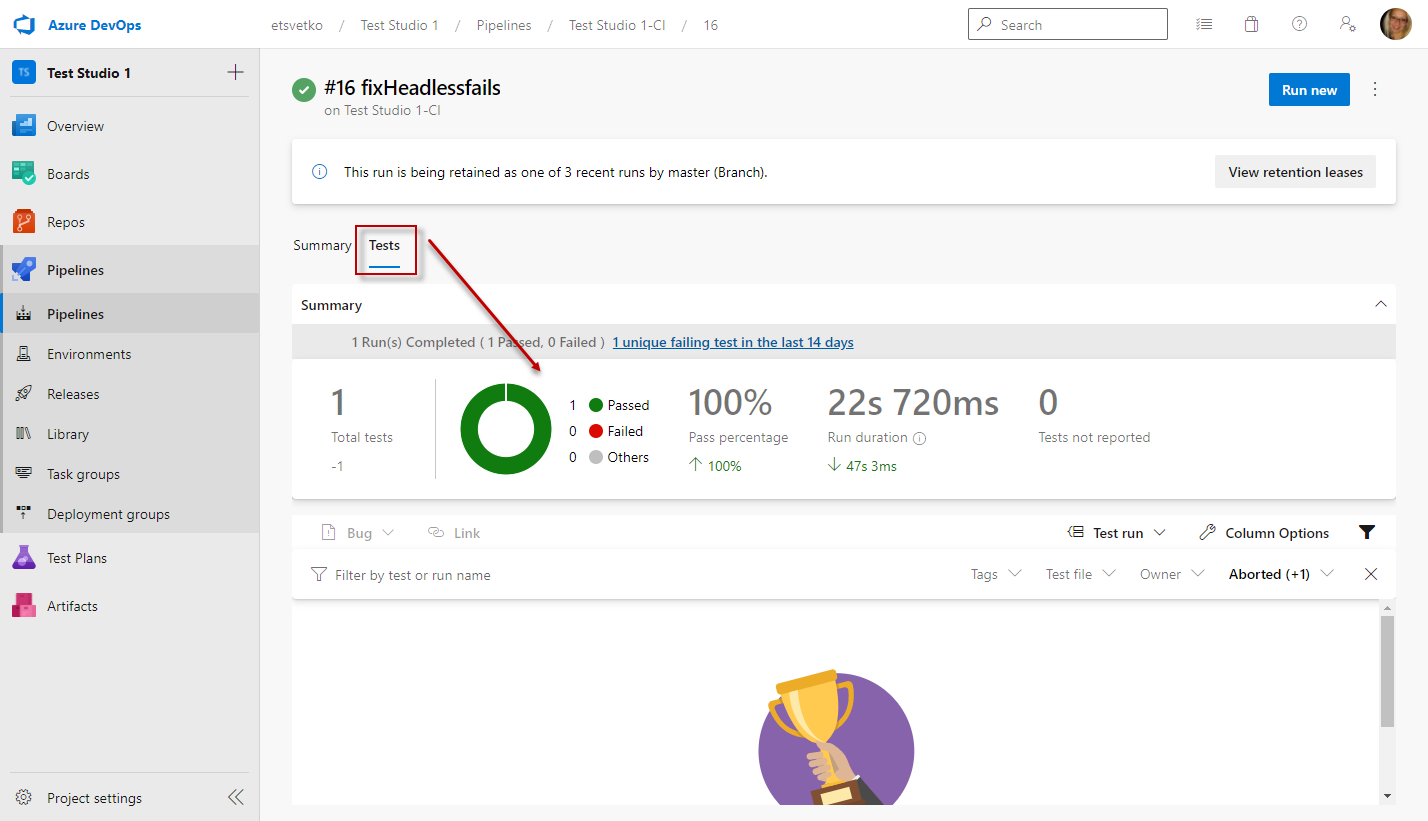 Azure DevOps
etsvetko / Test Studio 1 / Pipelines / Test Studio 1-CI / 16
Search
TS Test Studio 1
Overview
Boards
Repos
Pipelines
Pipelines
Environments
Releases
Library
Task groups
Deployment groups
Test Plans
Artifacts
Project settings
#16 fixHeadlessfails
on Test Studio 1-CI
Run new
This run is being retained as one of 3 recent runs by master (Branch).
View retention leases
Summary Tests
Summary
1 Run(s) Completed ( 1 Passed, 0 Failed ) 1 unique failing test in the last 14 days
1
Total tests
-1
1 Passed
0 Failed
0 Others
100%
Pass percentage
100%
22s 720ms
Run duration
47s 3ms
0
Tests not reported
Bug Link Test run Column Options
Filter by test or run name Tags Test file Owner Aborted (+1)